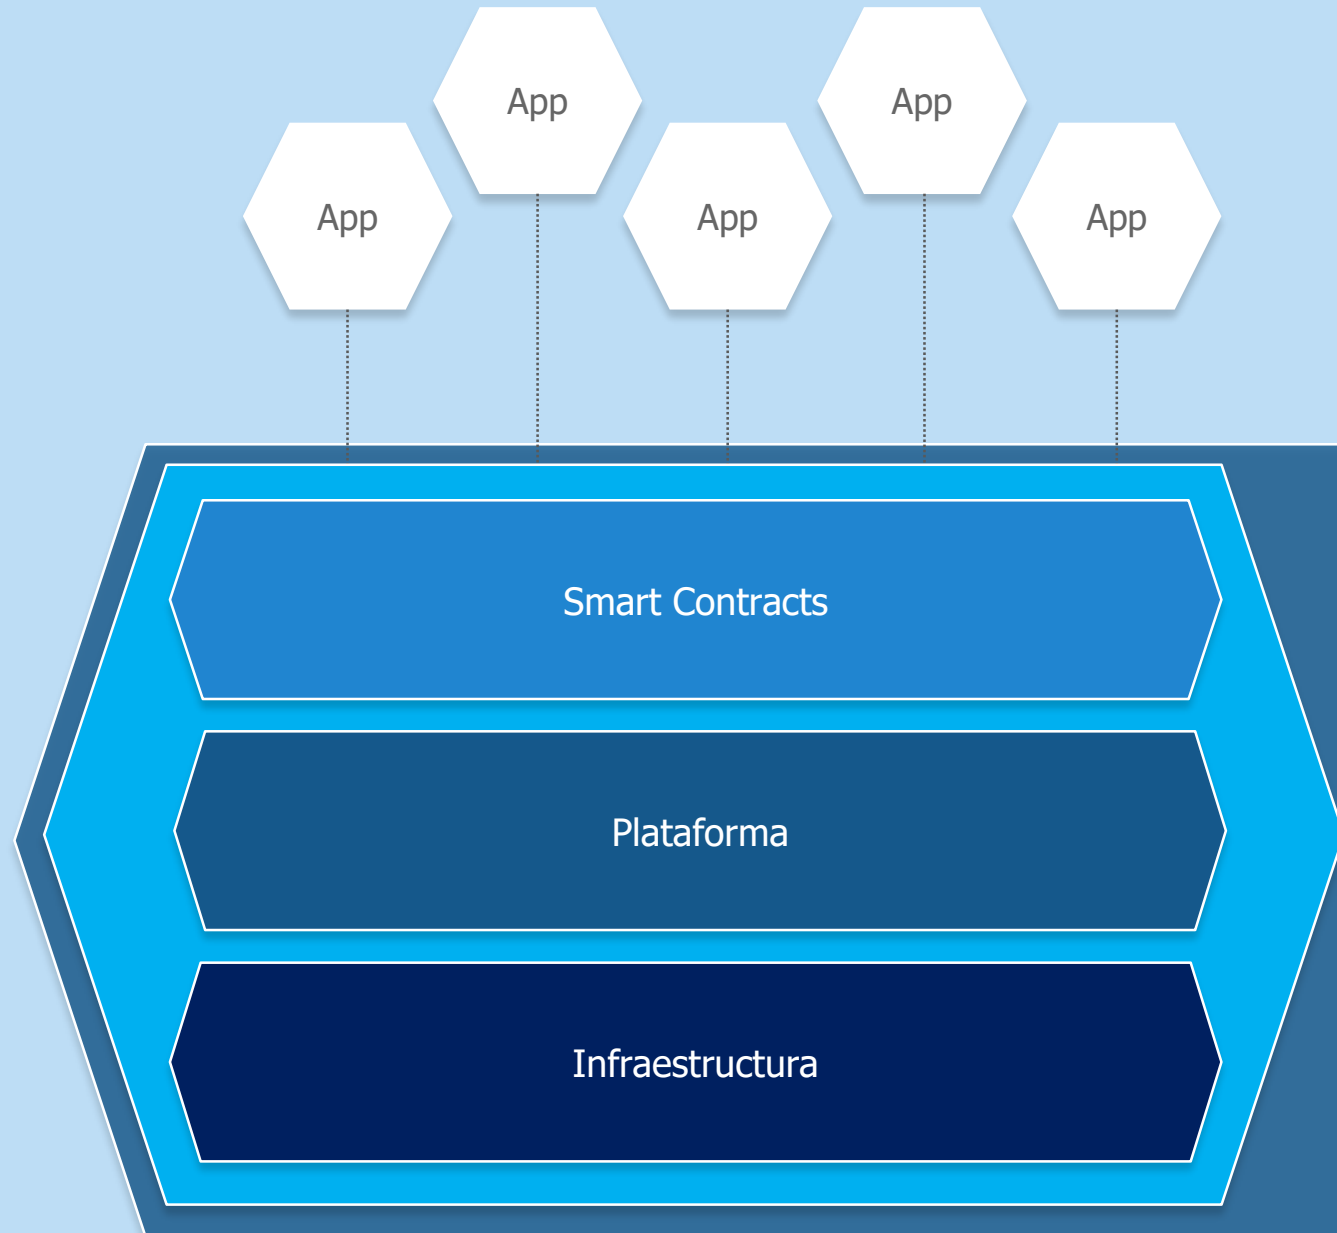 App
App
App
App
App
Smart Contracts
Plataforma
Infraestructura